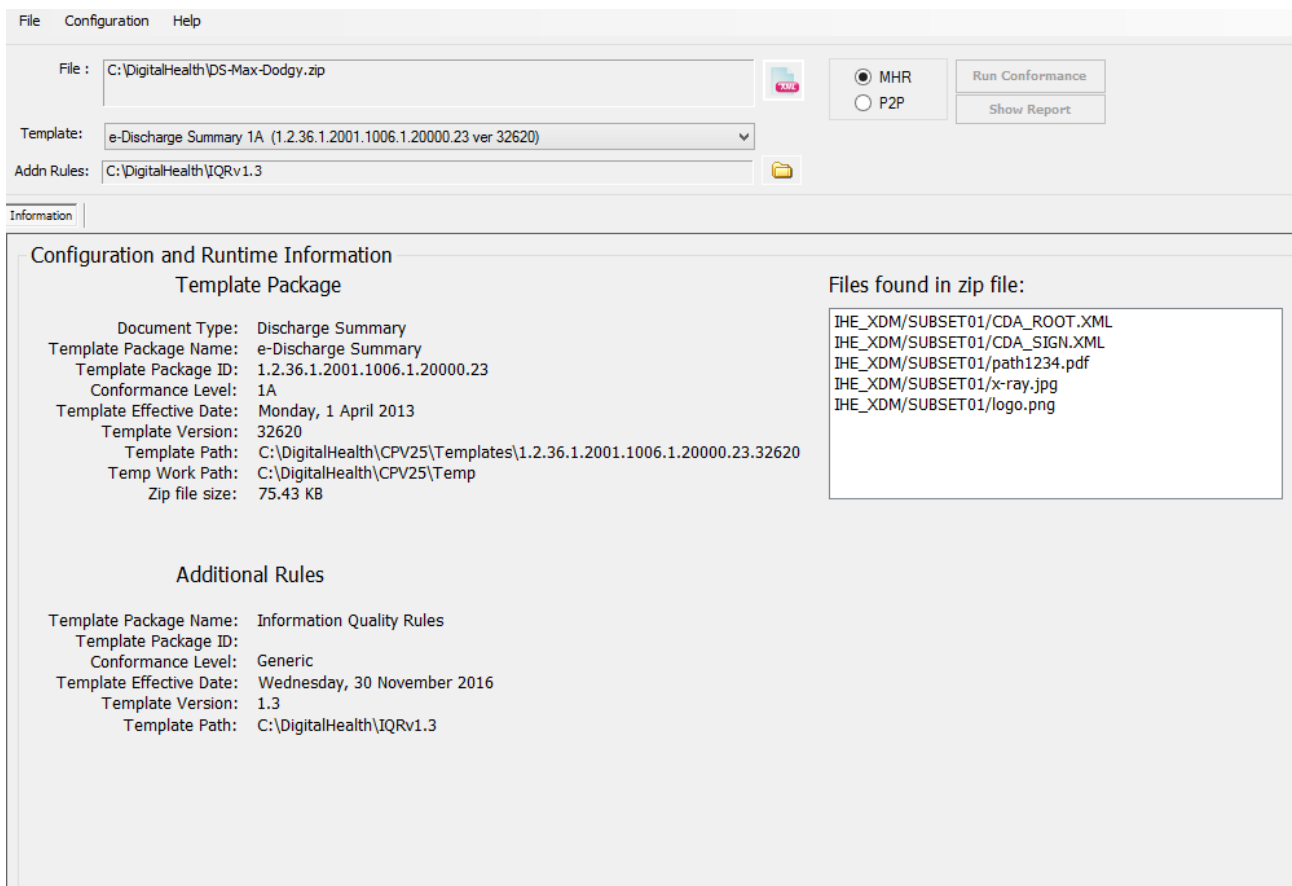 File Configuration Help
File : C:\DigitalHealth\DS-Max-Dodgy.zip
XML
MHR
P2P
Run Conformance
Show Report
Template: e-Discharge Summary 1A (1.2.36.1.2001.1006.1.20000.23 ver 32620)
Addn Rules: C:\DigitalHealth\IQRv1.3
Information
Configuration and Runtime Information
Template Package
Document Type: Discharge Summary
Template Package Name: e-Discharge Summary
Template Package ID: 1.2.36.1.2001.1006.1.20000.23
Conformance Level: 1A
Template Effective Date: Monday, 1 April 2013
Template Version: 32620
Template Path: C:\DigitalHealth\CPV25\Templates\1.2.36.1.2001.1006.1.20000.23.32620
Temp Work Path: C:\DigitalHealth\CPV25\Temp
Zip file size: 75.43 KB
Files found in zip file:
IHE_XDM/SUBSET01/CDA_ROOT.XML
IHE_XDM/SUBSET01/CDA_SIGN.XML
IHE_XDM/SUBSET01/path1234.pdf
IHE_XDM/SUBSET01/x-ray.jpg
IHE_XDM/SUBSET01/logo.png
Additional Rules
Template Package Name: Information Quality Rules
Template Package ID:
Conformance Level: Generic
Template Effective Date: Wednesday, 30 November 2016
Template Version: 1.3
Template Path: C:\DigitalHealth\IQRv1.3